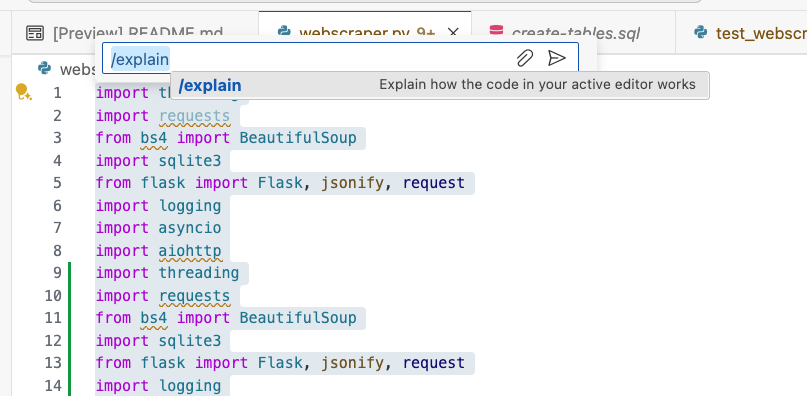 [Preview] README.md webscraper.py 9+ create-tables.sql test_webscr
/explain
webs
/explain Explain how the code in your active editor works
1 import th
2 import requests
3 from bs4 import BeautifulSoup
4 import sqlite3
5 from flask import Flask, jsonify, request
6 import logging
7 import asyncio
8 import aiohttp
9 import threading
10 import requests
11 from bs4 import BeautifulSoup
12 import sqlite3
13 from flask import Flask, jsonify, request
14 import logging